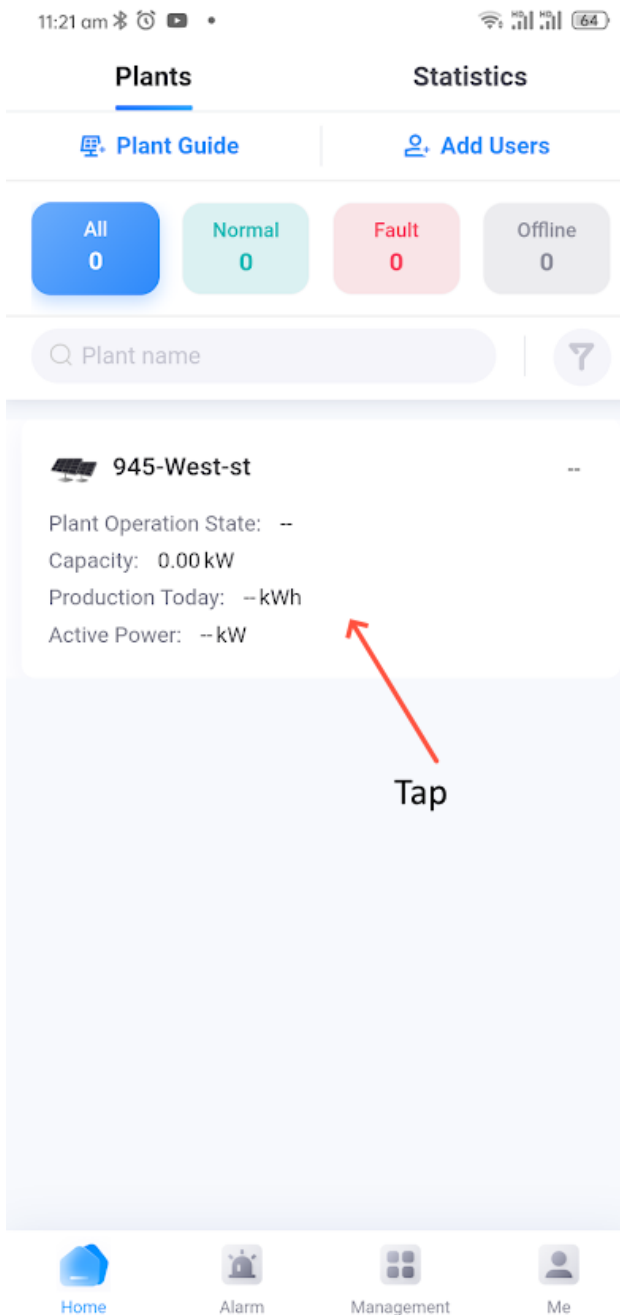 11:21 am HD HD 64
Plants Statistics
Plant Guide Add Users
All Normal Fault Offline
0 0 0 0
Plant name
945-West-st --
Plant Operation State: --
Capacity: 0.00 kW
Production Today: -- kWh
Active Power: -- kW
Tap
Home Alarm Management Me